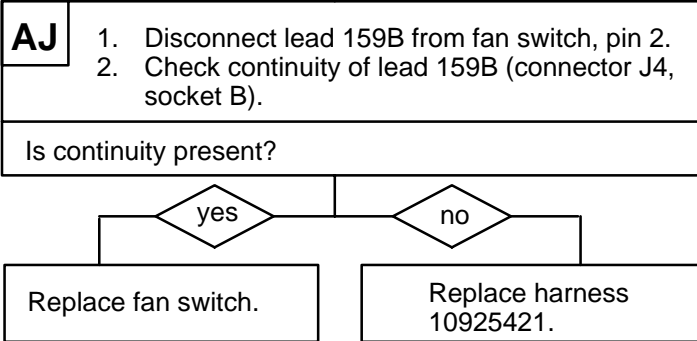 AJ
1. Disconnect lead 159B from fan switch, pin 2.
2. Check continuity of lead 159B (connector J4,
socket B).
Is continuity present?
yes
no
Replace fan switch.
Replace harness
10925421.